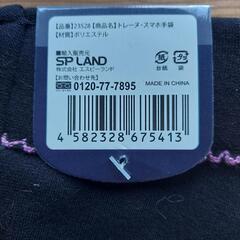 【品番】23528【商品名】トレーヌ・スマホ手袋
【材質】ポリエステル
■輸入販売元
SP LAND
株式会社 エスピーランド
■お問い合わせ先
0120-77-7895
台紙 袋
MADE IN CHINA
4 582328 675413